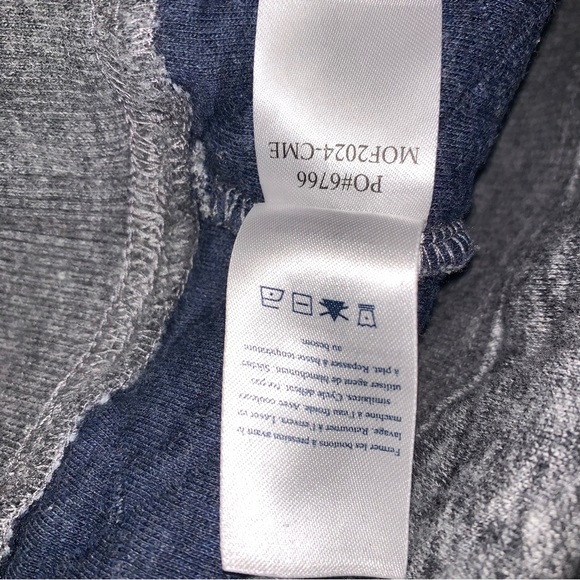 PO#6766
MOF2024-CME
Fermer les boutons à pression avant le
lavage. Retourner à l'envers. Laver en
machine à l'eau froide. Avec couleurs
similaires. Cycle délicat. Ne pas
utiliser agent de blanchiment. Sécher
à plat. Repasser à basse température
au besoin.